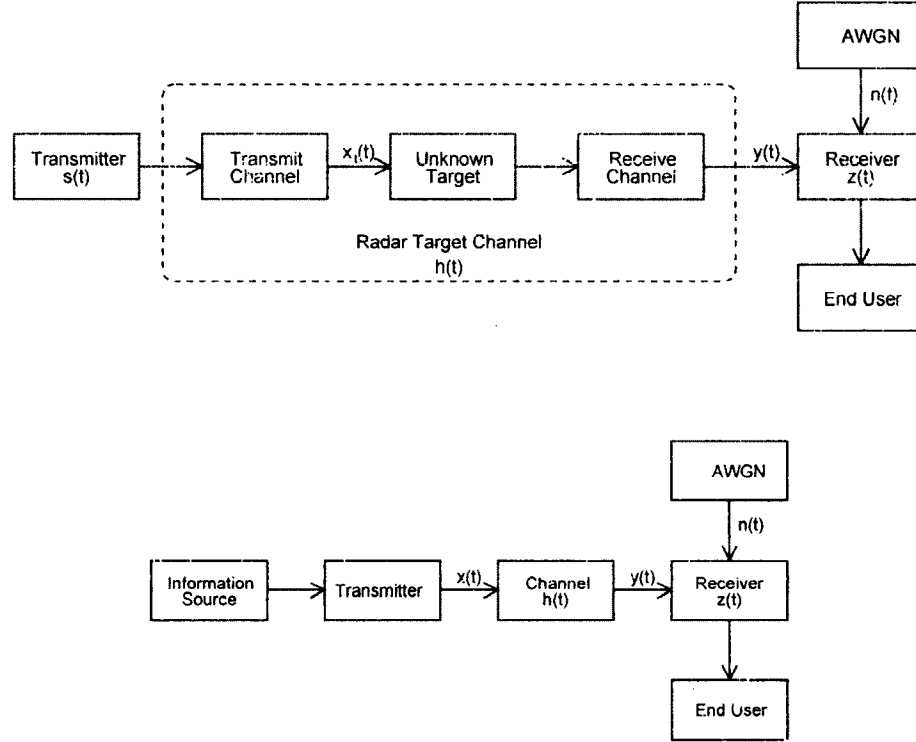 AWGN
n(t)
Transmitter
s(t)
Transmit
Channel
x₁(t)
Unknown
Target
Receive
Channel
y(t)
Receiver
z(t)
Radar Target Channel
h(t)
End User
AWGN
n(t)
Information
Source
Transmitter
x(t)
Channel
h(t)
y(t)
Receiver
z(t)
End User